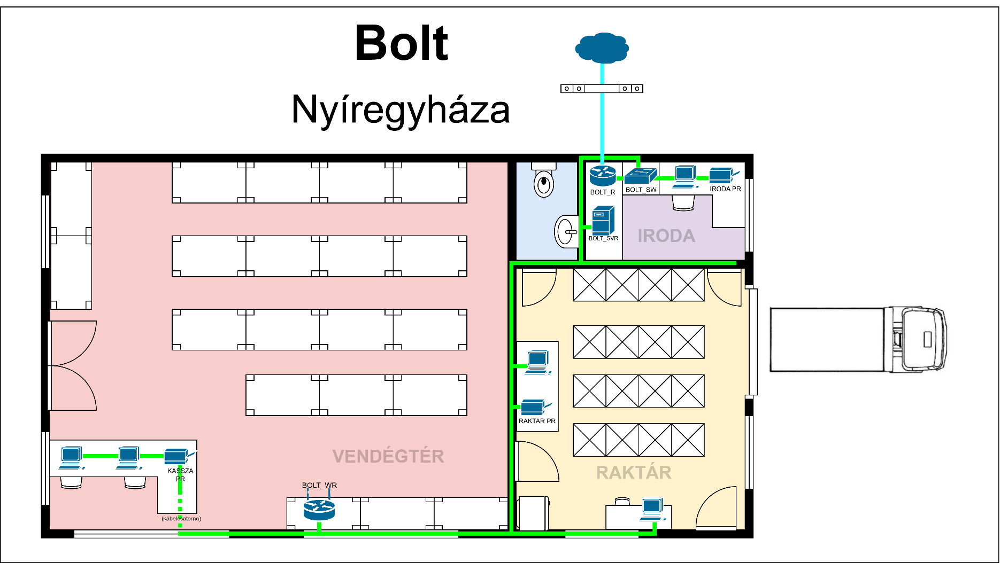 Bolt
Nyíregyháza
BOLT_R
BOLT_SW
IRODA PR
BOLT_SVR
IRODA
RAKTAR PR
VENDÉGTÉR
KASSZA
PR
BOLT_WR
RAKTÁR
(kábelcsatorna)